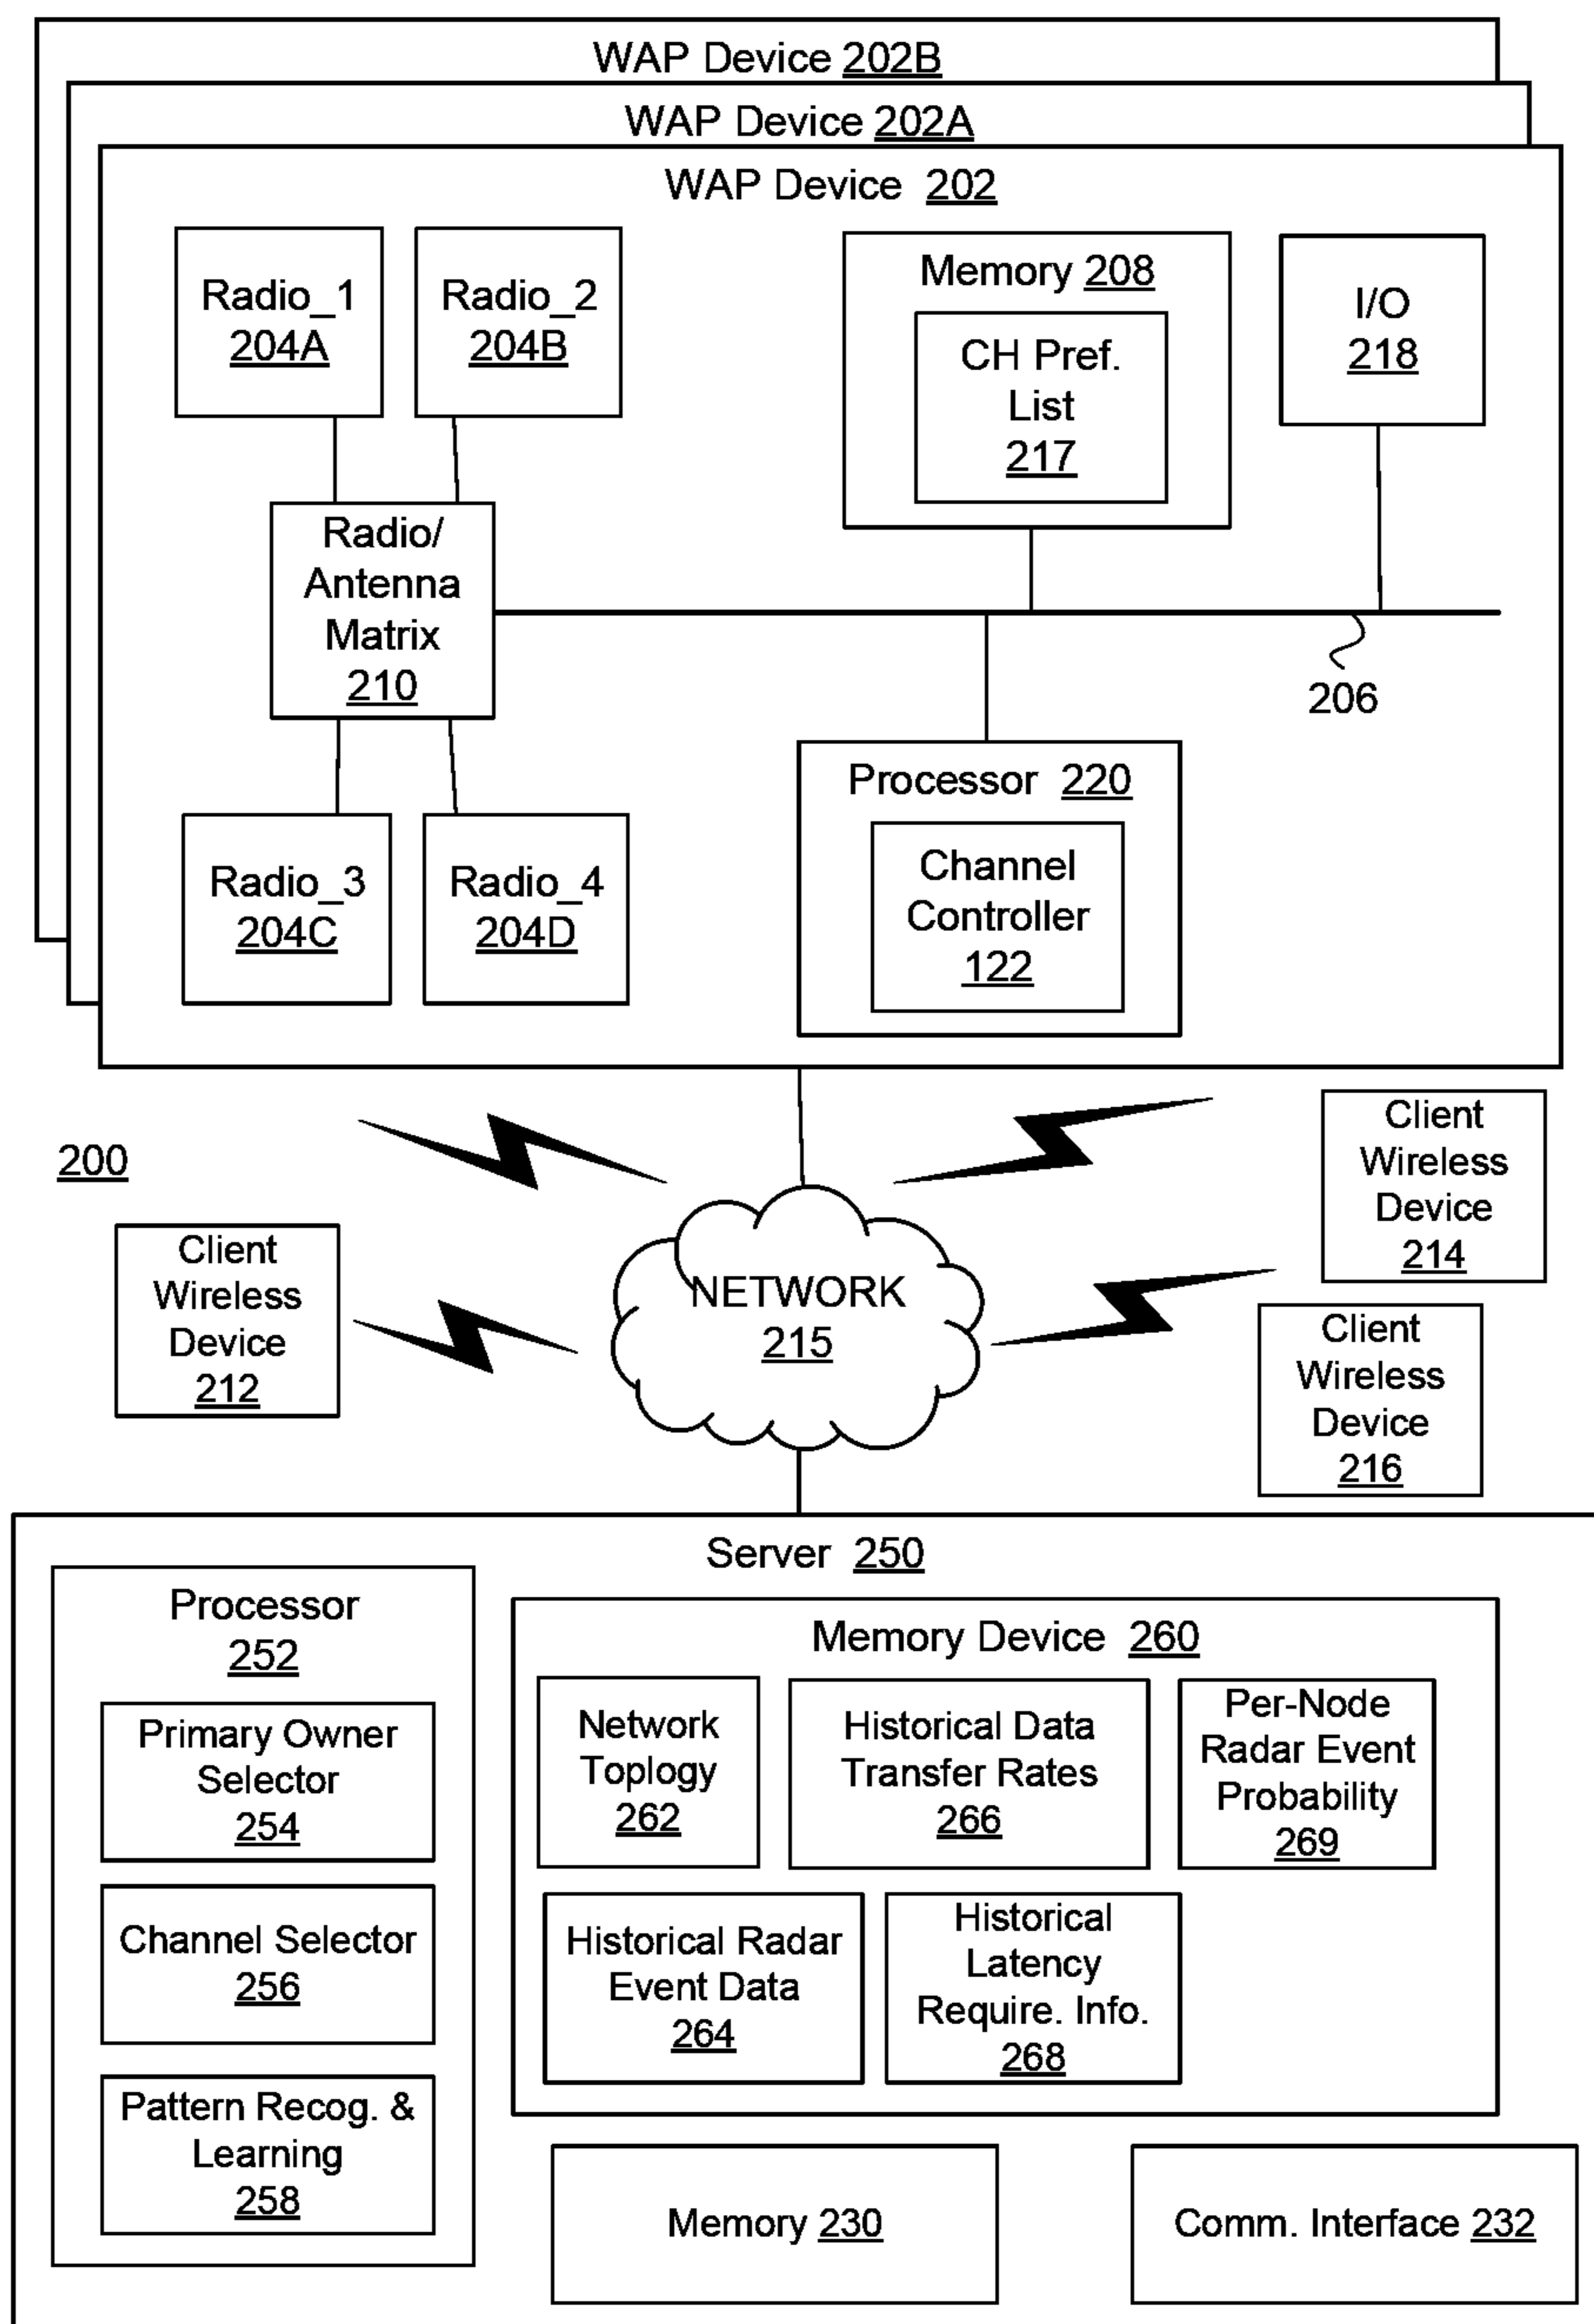 WAP Device 202B
WAP Device 202A
WAP Device 202
Radio_1
204A
Radio_2
204B
Memory 208
CH Pref.
List
217
I/O
218
Radio/
Antenna
Matrix
210
206
Processor 220
Channel
Controller
122
Radio_3
204C
Radio_4
204D
200
Client
Wireless
Device
214
Client
Wireless
Device
212
NETWORK
215
Client
Wireless
Device
216
Server 250
Processor
252
Primary Owner
Selector
254
Channel Selector
256
Pattern Recog. &
Learning
258
Memory Device 260
Network
Toplogy
262
Historical Data
Transfer Rates
266
Per-Node
Radar Event
Probability
269
Historical Radar
Event Data
264
Historical
Latency
Require. Info.
268
Memory 230
Comm. Interface 232